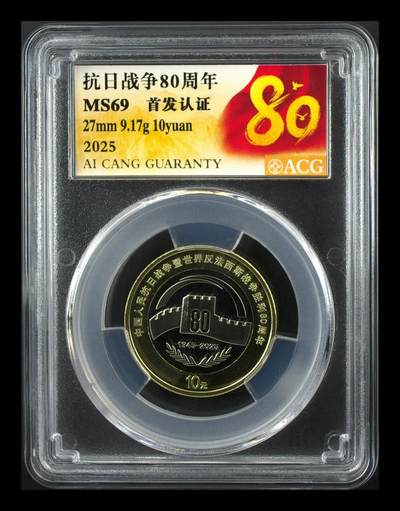 抗日战争80周年
MS69 首发认证
27mm 9.17g 10yuan
2025
AI CANG GUARANTY
80
ACG
中国人民抗日战争暨世界反法西斯战争胜利80周年
80
1945-2025
10元